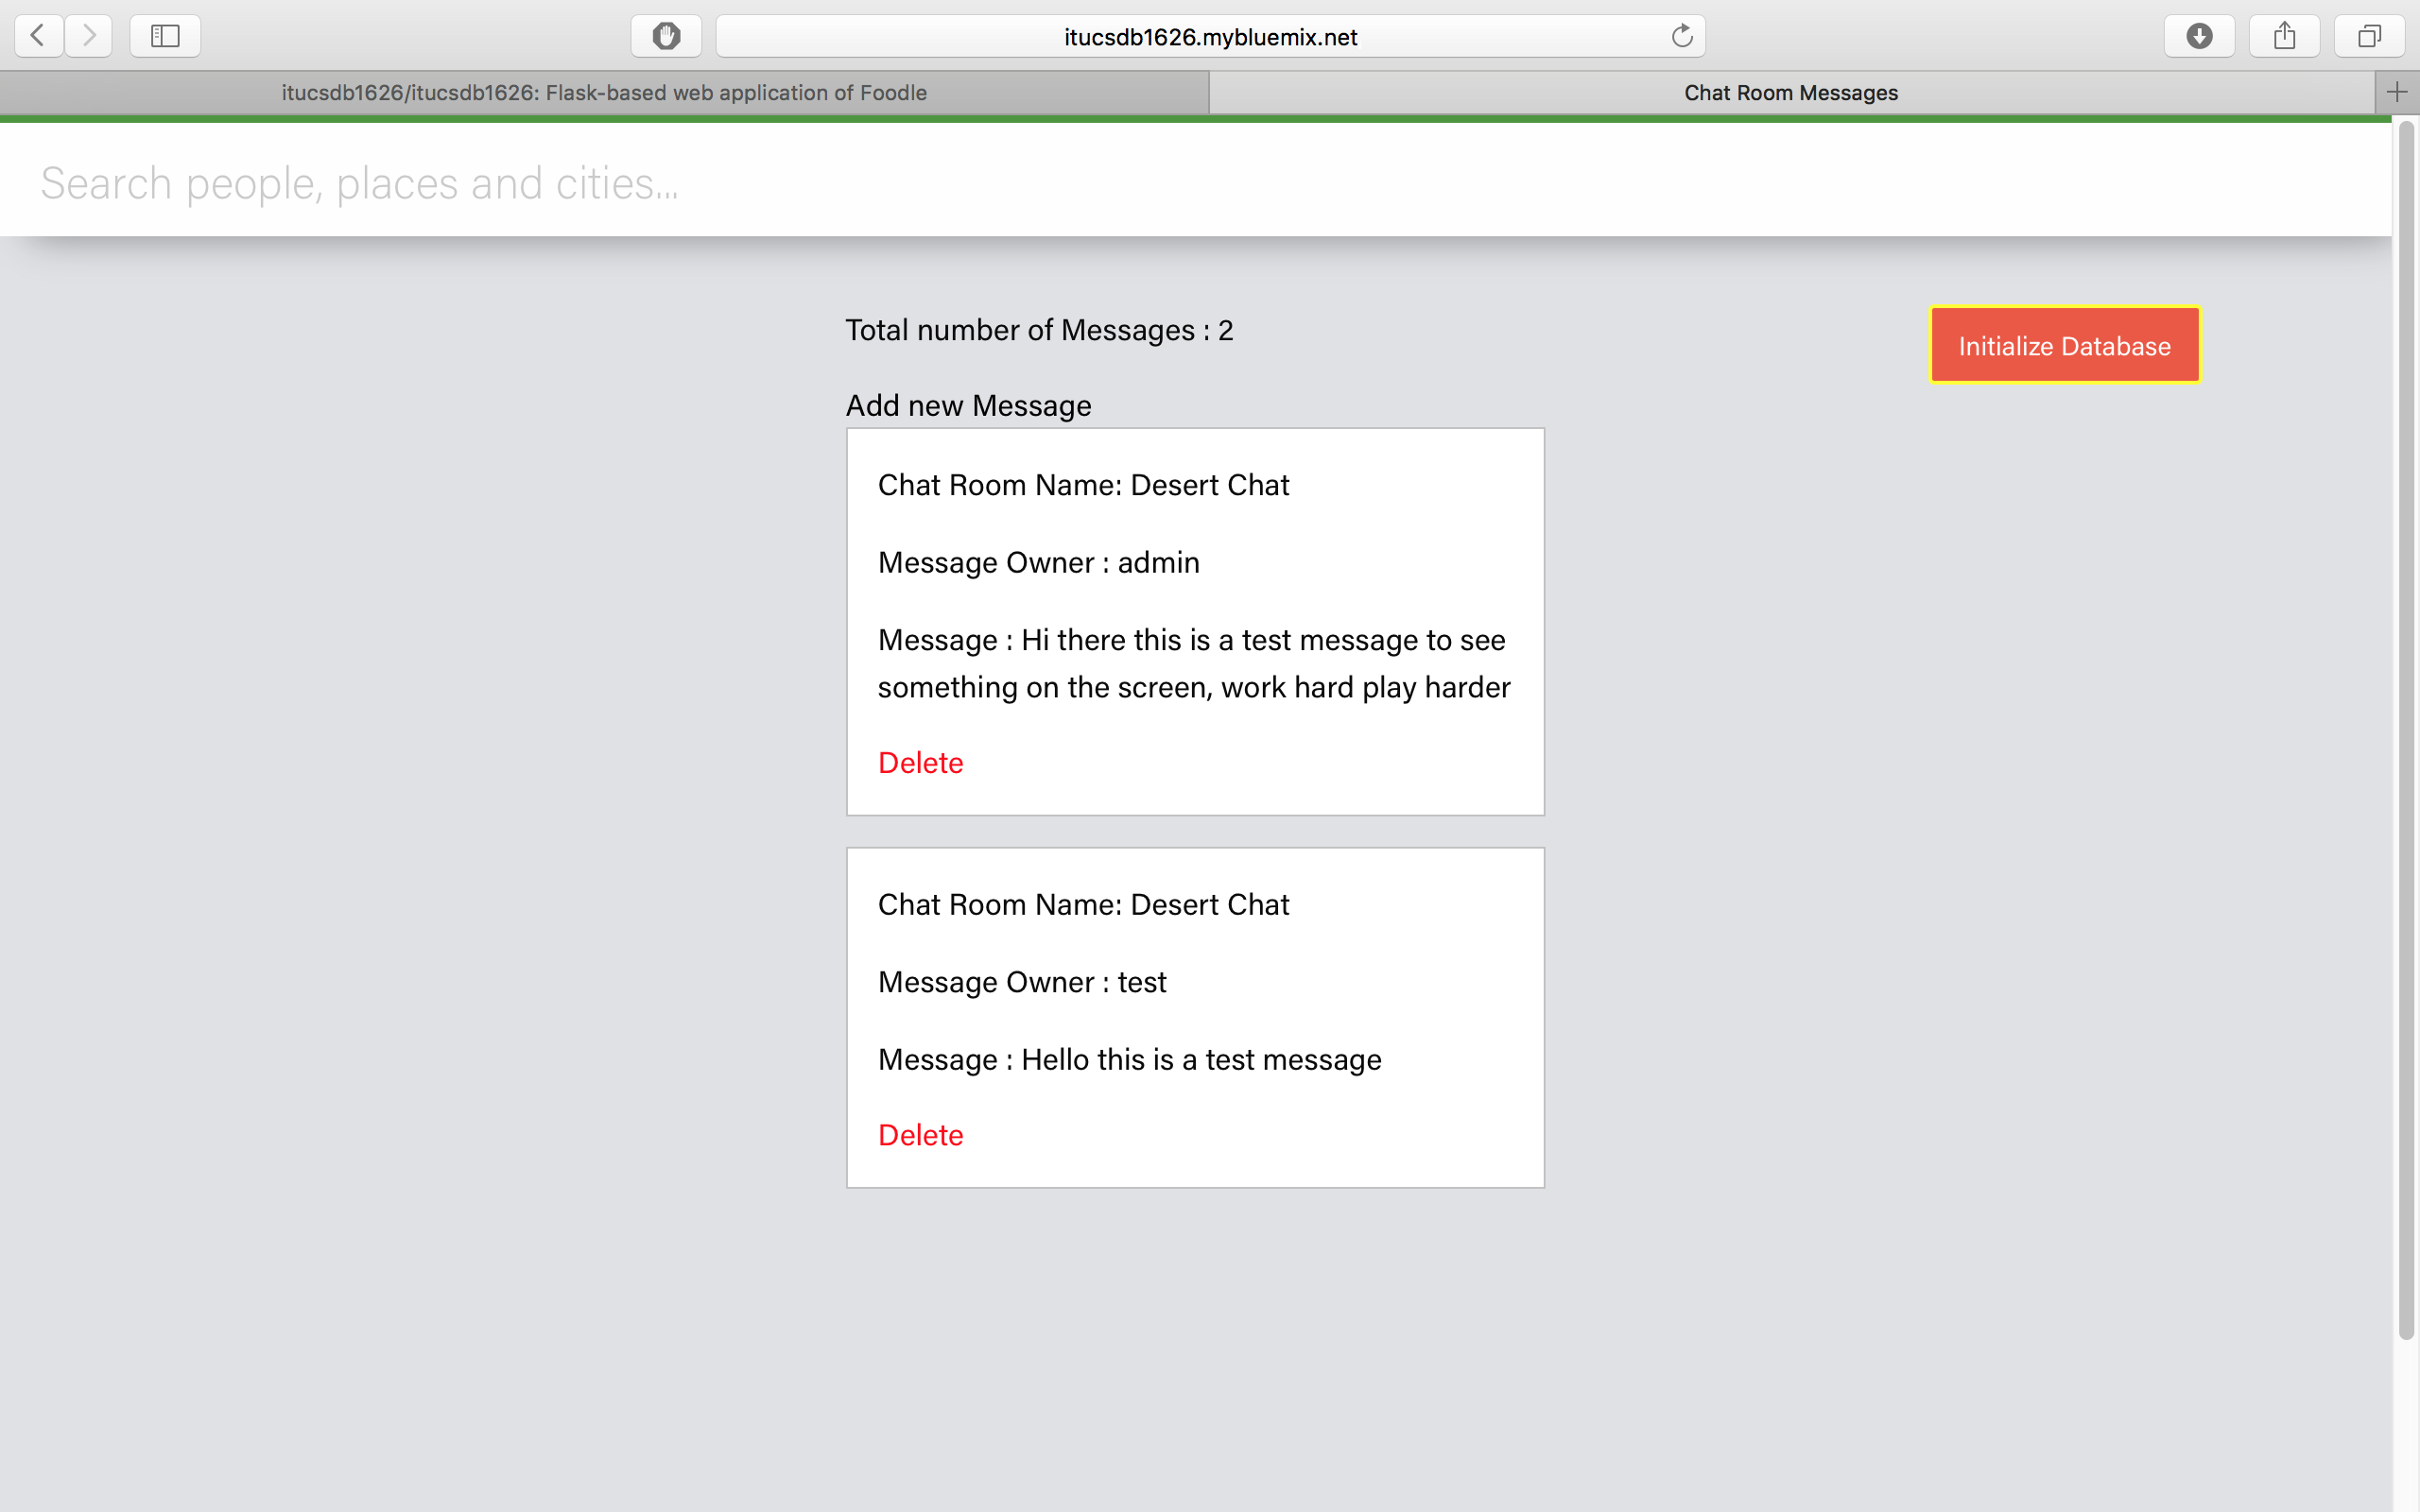 itucsdb1626.mybluemix.net
itucsdb1626/itucsdb1626: Flask-based web application of Foodle
Chat Room Messages
Search people, places and cities...
Total number of Messages : 2
Initialize Database
Add new Message
Chat Room Name: Desert Chat
Message Owner : admin
Message : Hi there this is a test message to see
something on the screen, work hard play harder
Delete
Chat Room Name: Desert Chat
Message Owner : test
Message : Hello this is a test message
Delete